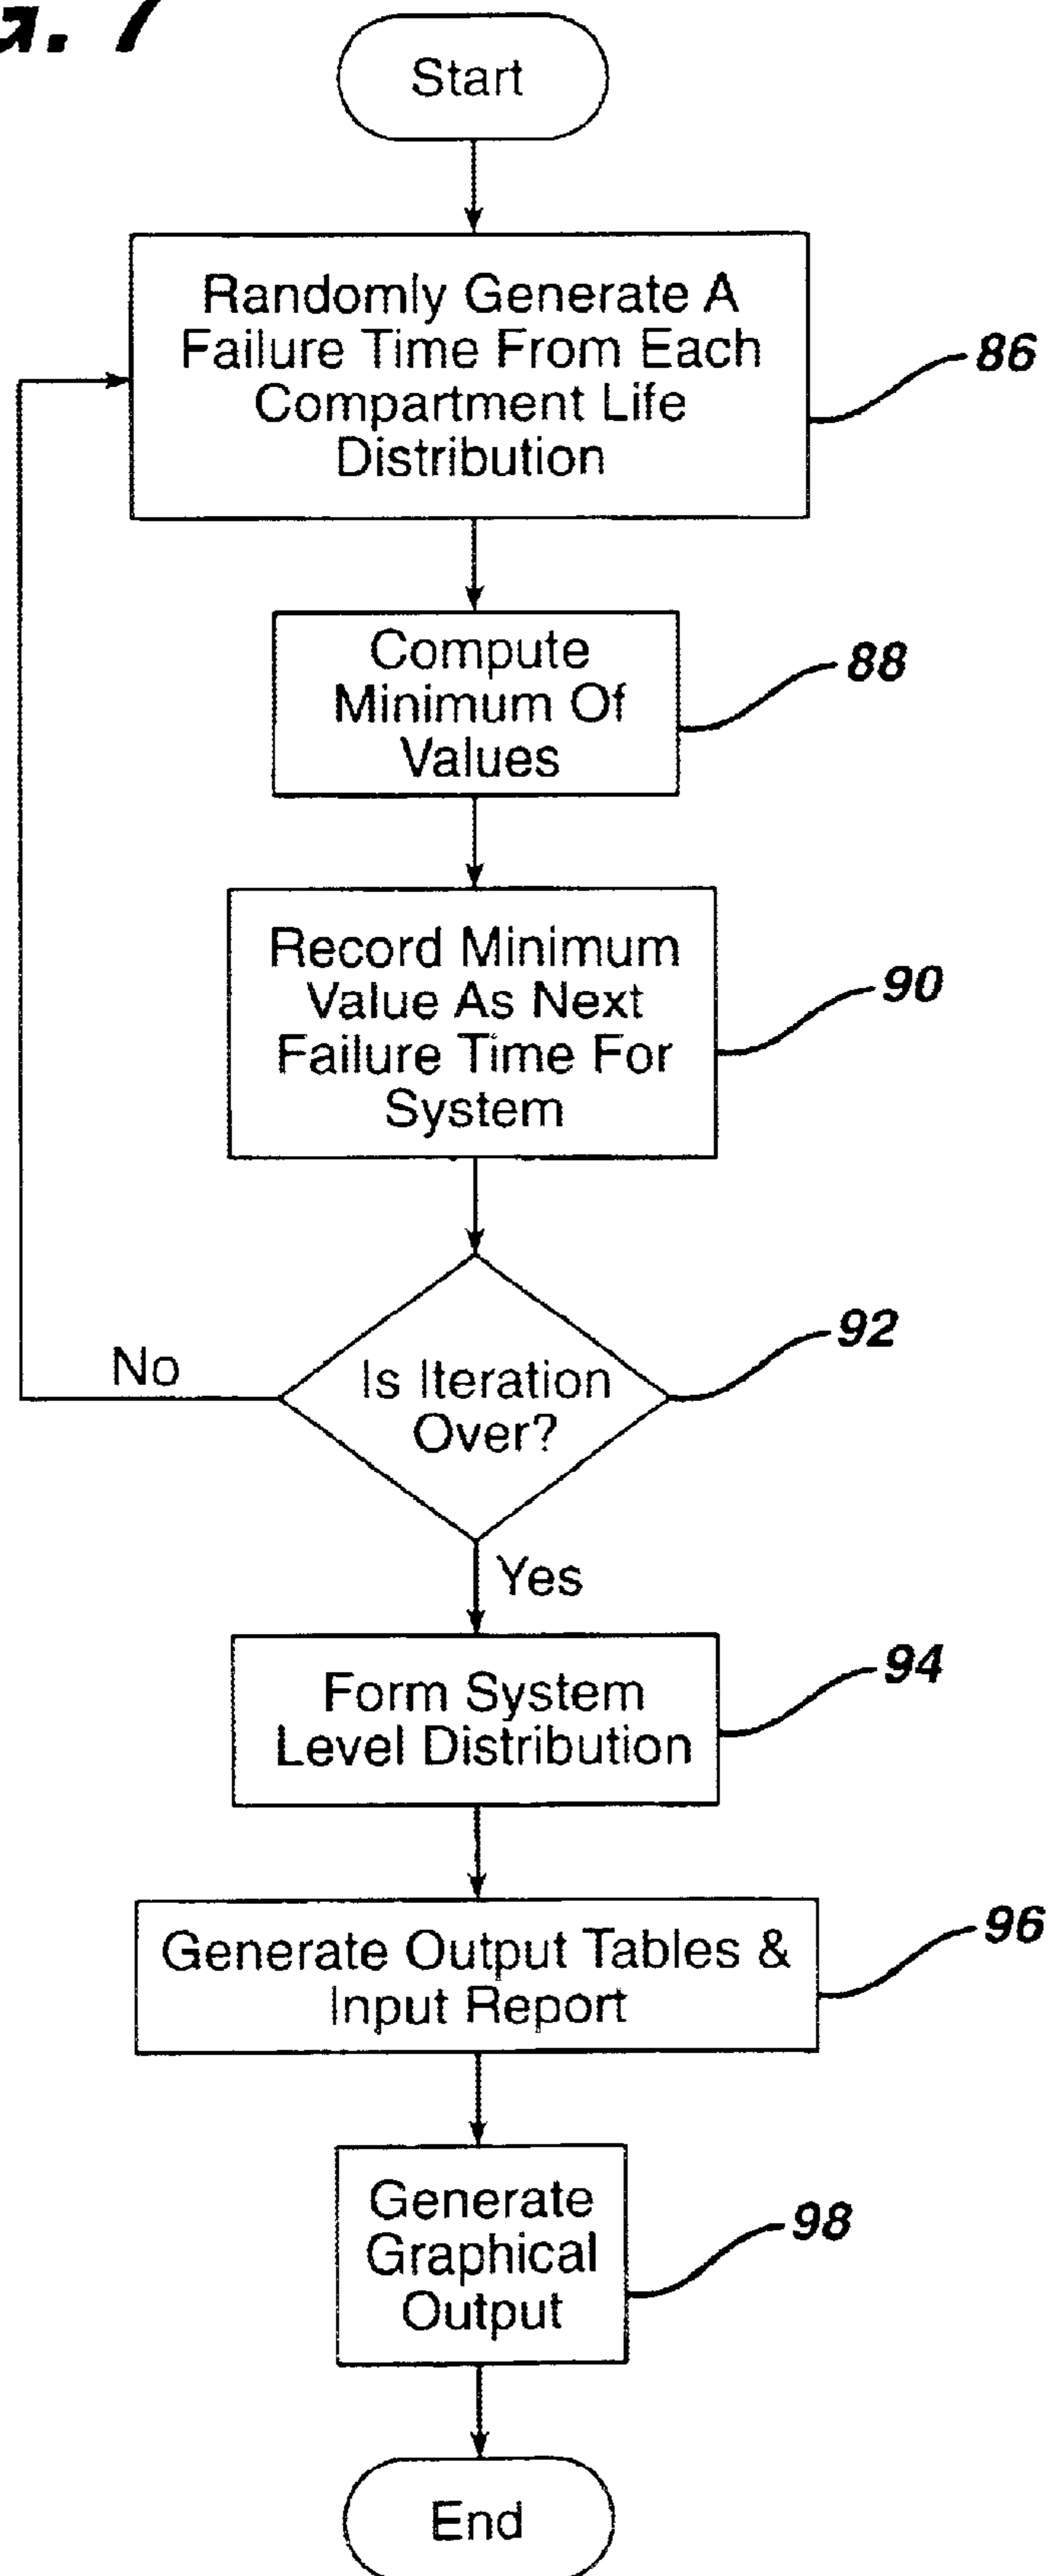 7
Start
Randomly Generate A
Failure Time From Each
Compartment Life
Distribution
86
Compute
Minimum Of
Values
88
Record Minimum
Value As Next
Failure Time For
System
90
Is Iteration
Over?
92
No
Yes
Form System
Level Distribution
94
Generate Output Tables &
Input Report
96
Generate
Graphical
Output
98
End